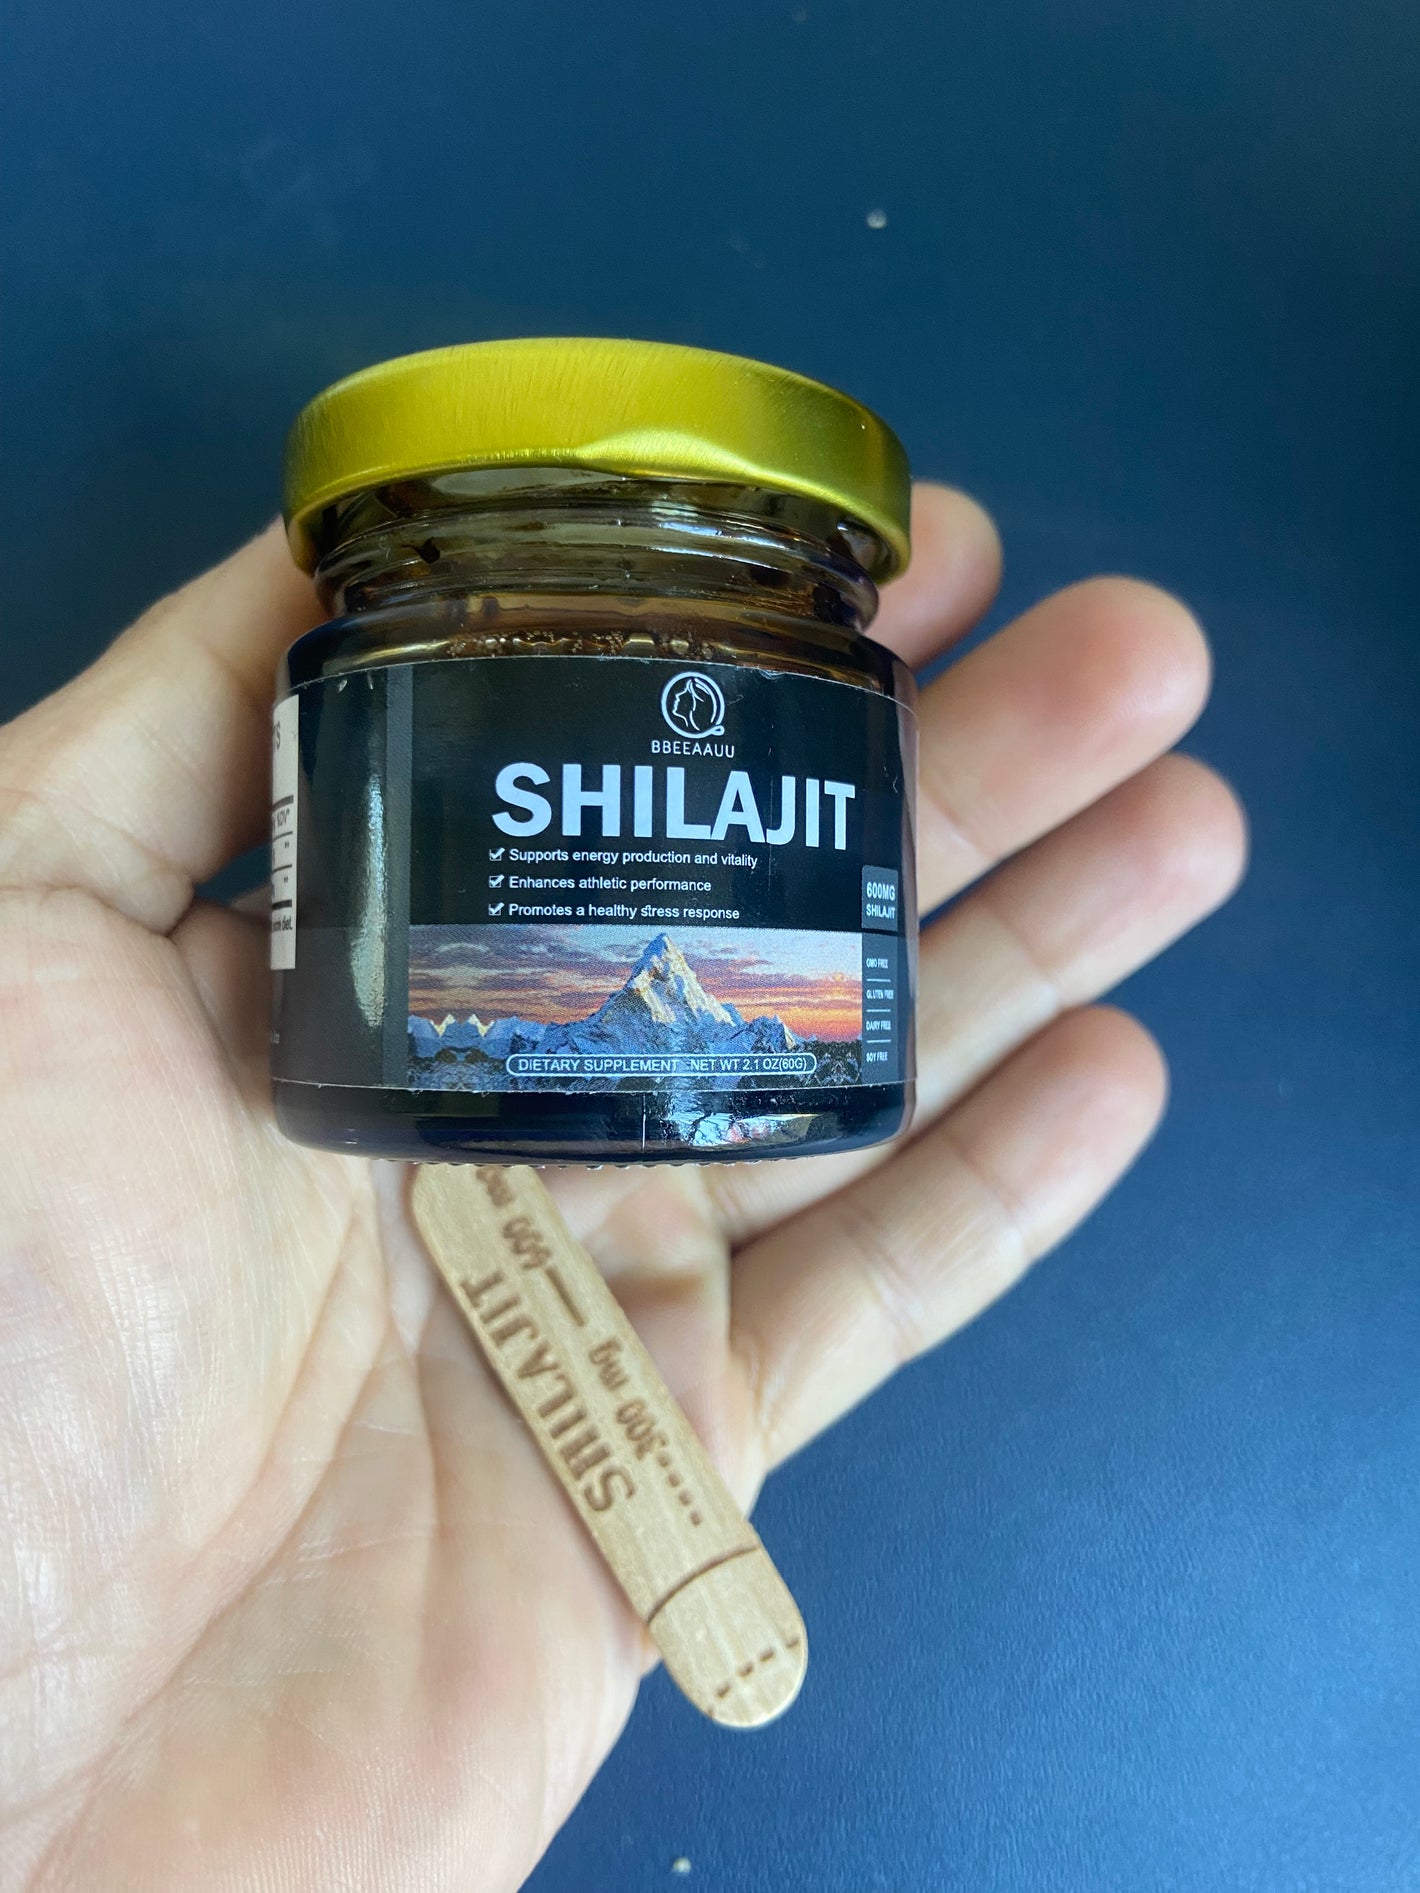 BBEEAAUU
SHILAJIT
Supports energy production and vitality
Enhances athletic performance
Promotes a healthy stress response
600MG
SHILAJIT
GMO FREE
GLUTEN FREE
DAIRY FREE
SOY FREE
DIETARY SUPPLEMENT NET WT 2.1 OZ(60G)
SHILAJIT
300 mg
600